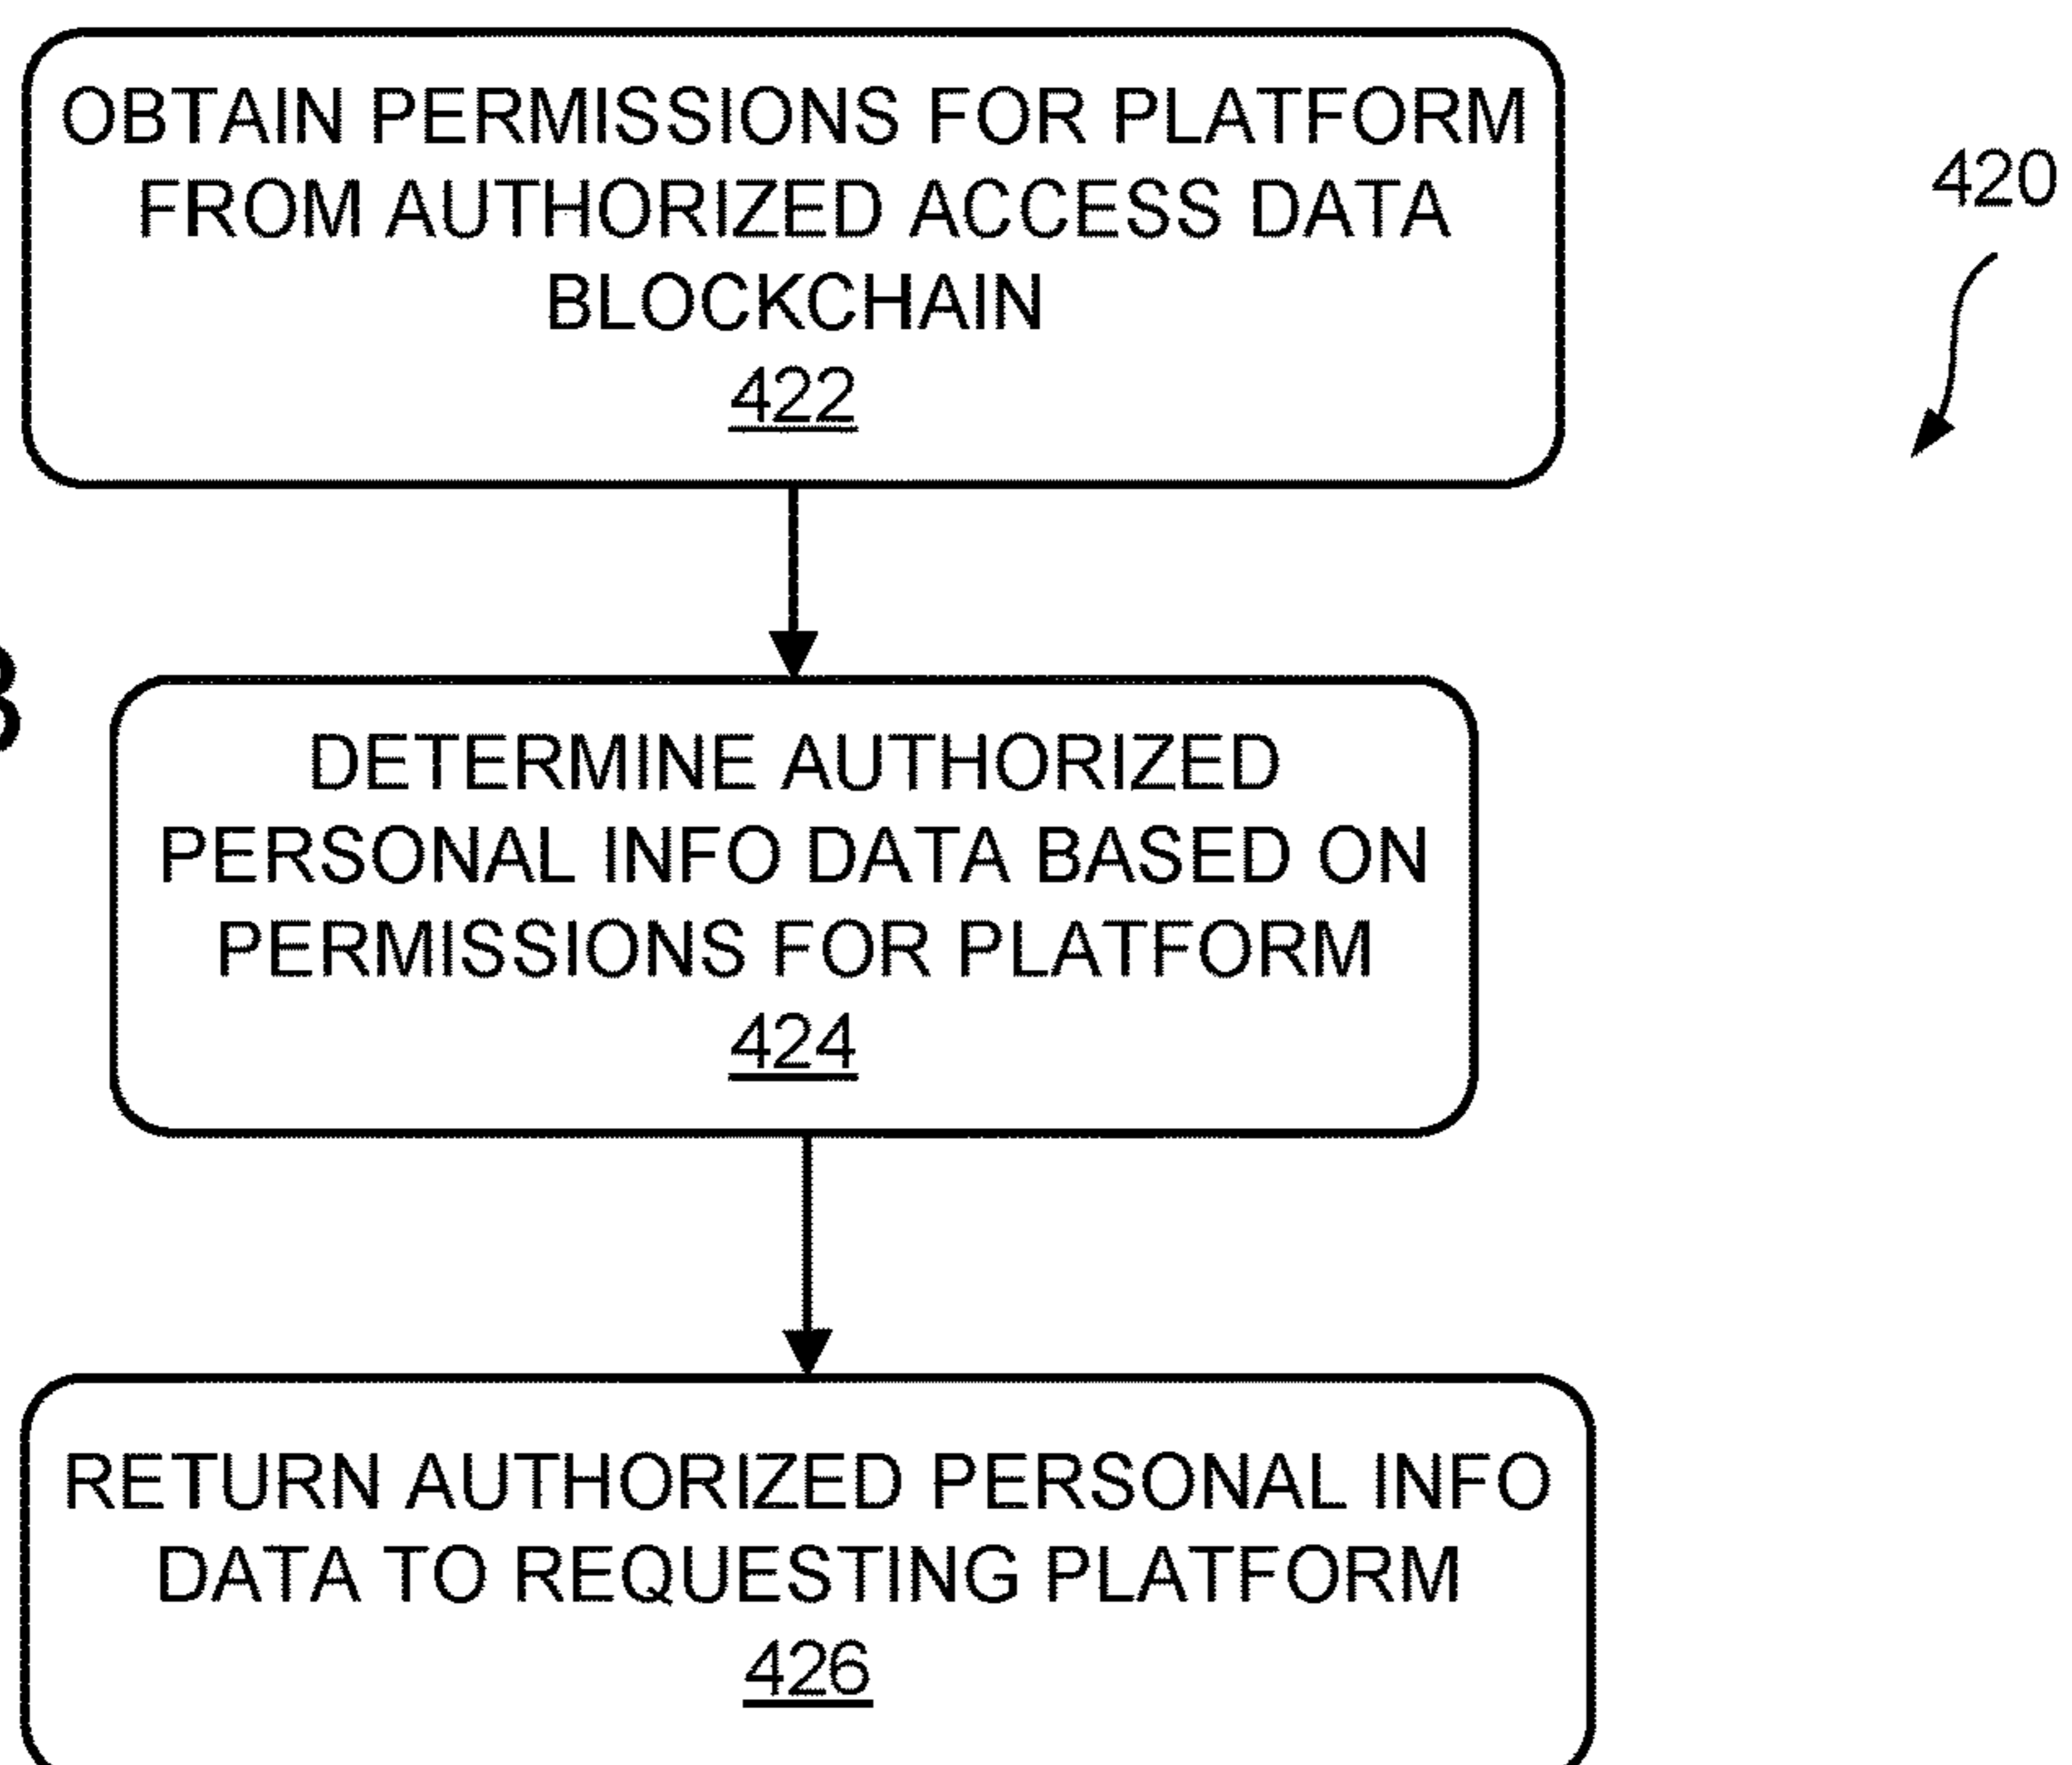 OBTAIN PERMISSIONS FOR PLATFORM
FROM AUTHORIZED ACCESS DATA
BLOCKCHAIN
422
420
DETERMINE AUTHORIZED
PERSONAL INFO DATA BASED ON
PERMISSIONS FOR PLATFORM
424
RETURN AUTHORIZED PERSONAL INFO
DATA TO REQUESTING PLATFORM
426